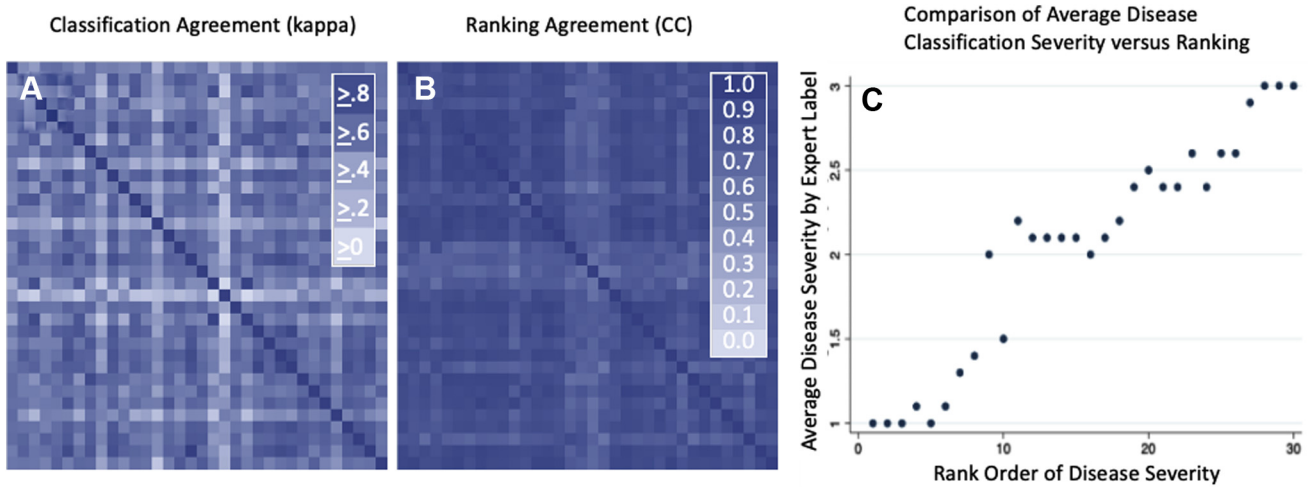 Classification Agreement (kappa)
Ranking Agreement (CC)
Comparison of Average Disease
Classification Severity versus Ranking
A
≥.8
≥.6
≥.4
≥.2
≥0
B
1.0
0.9
0.8
0.7
0.6
0.5
0.4
0.3
0.2
0.1
0.0
C
Average Disease Severity by Expert Label
3
2.5
2
1.5
1
0
10
20
30
Rank Order of Disease Severity